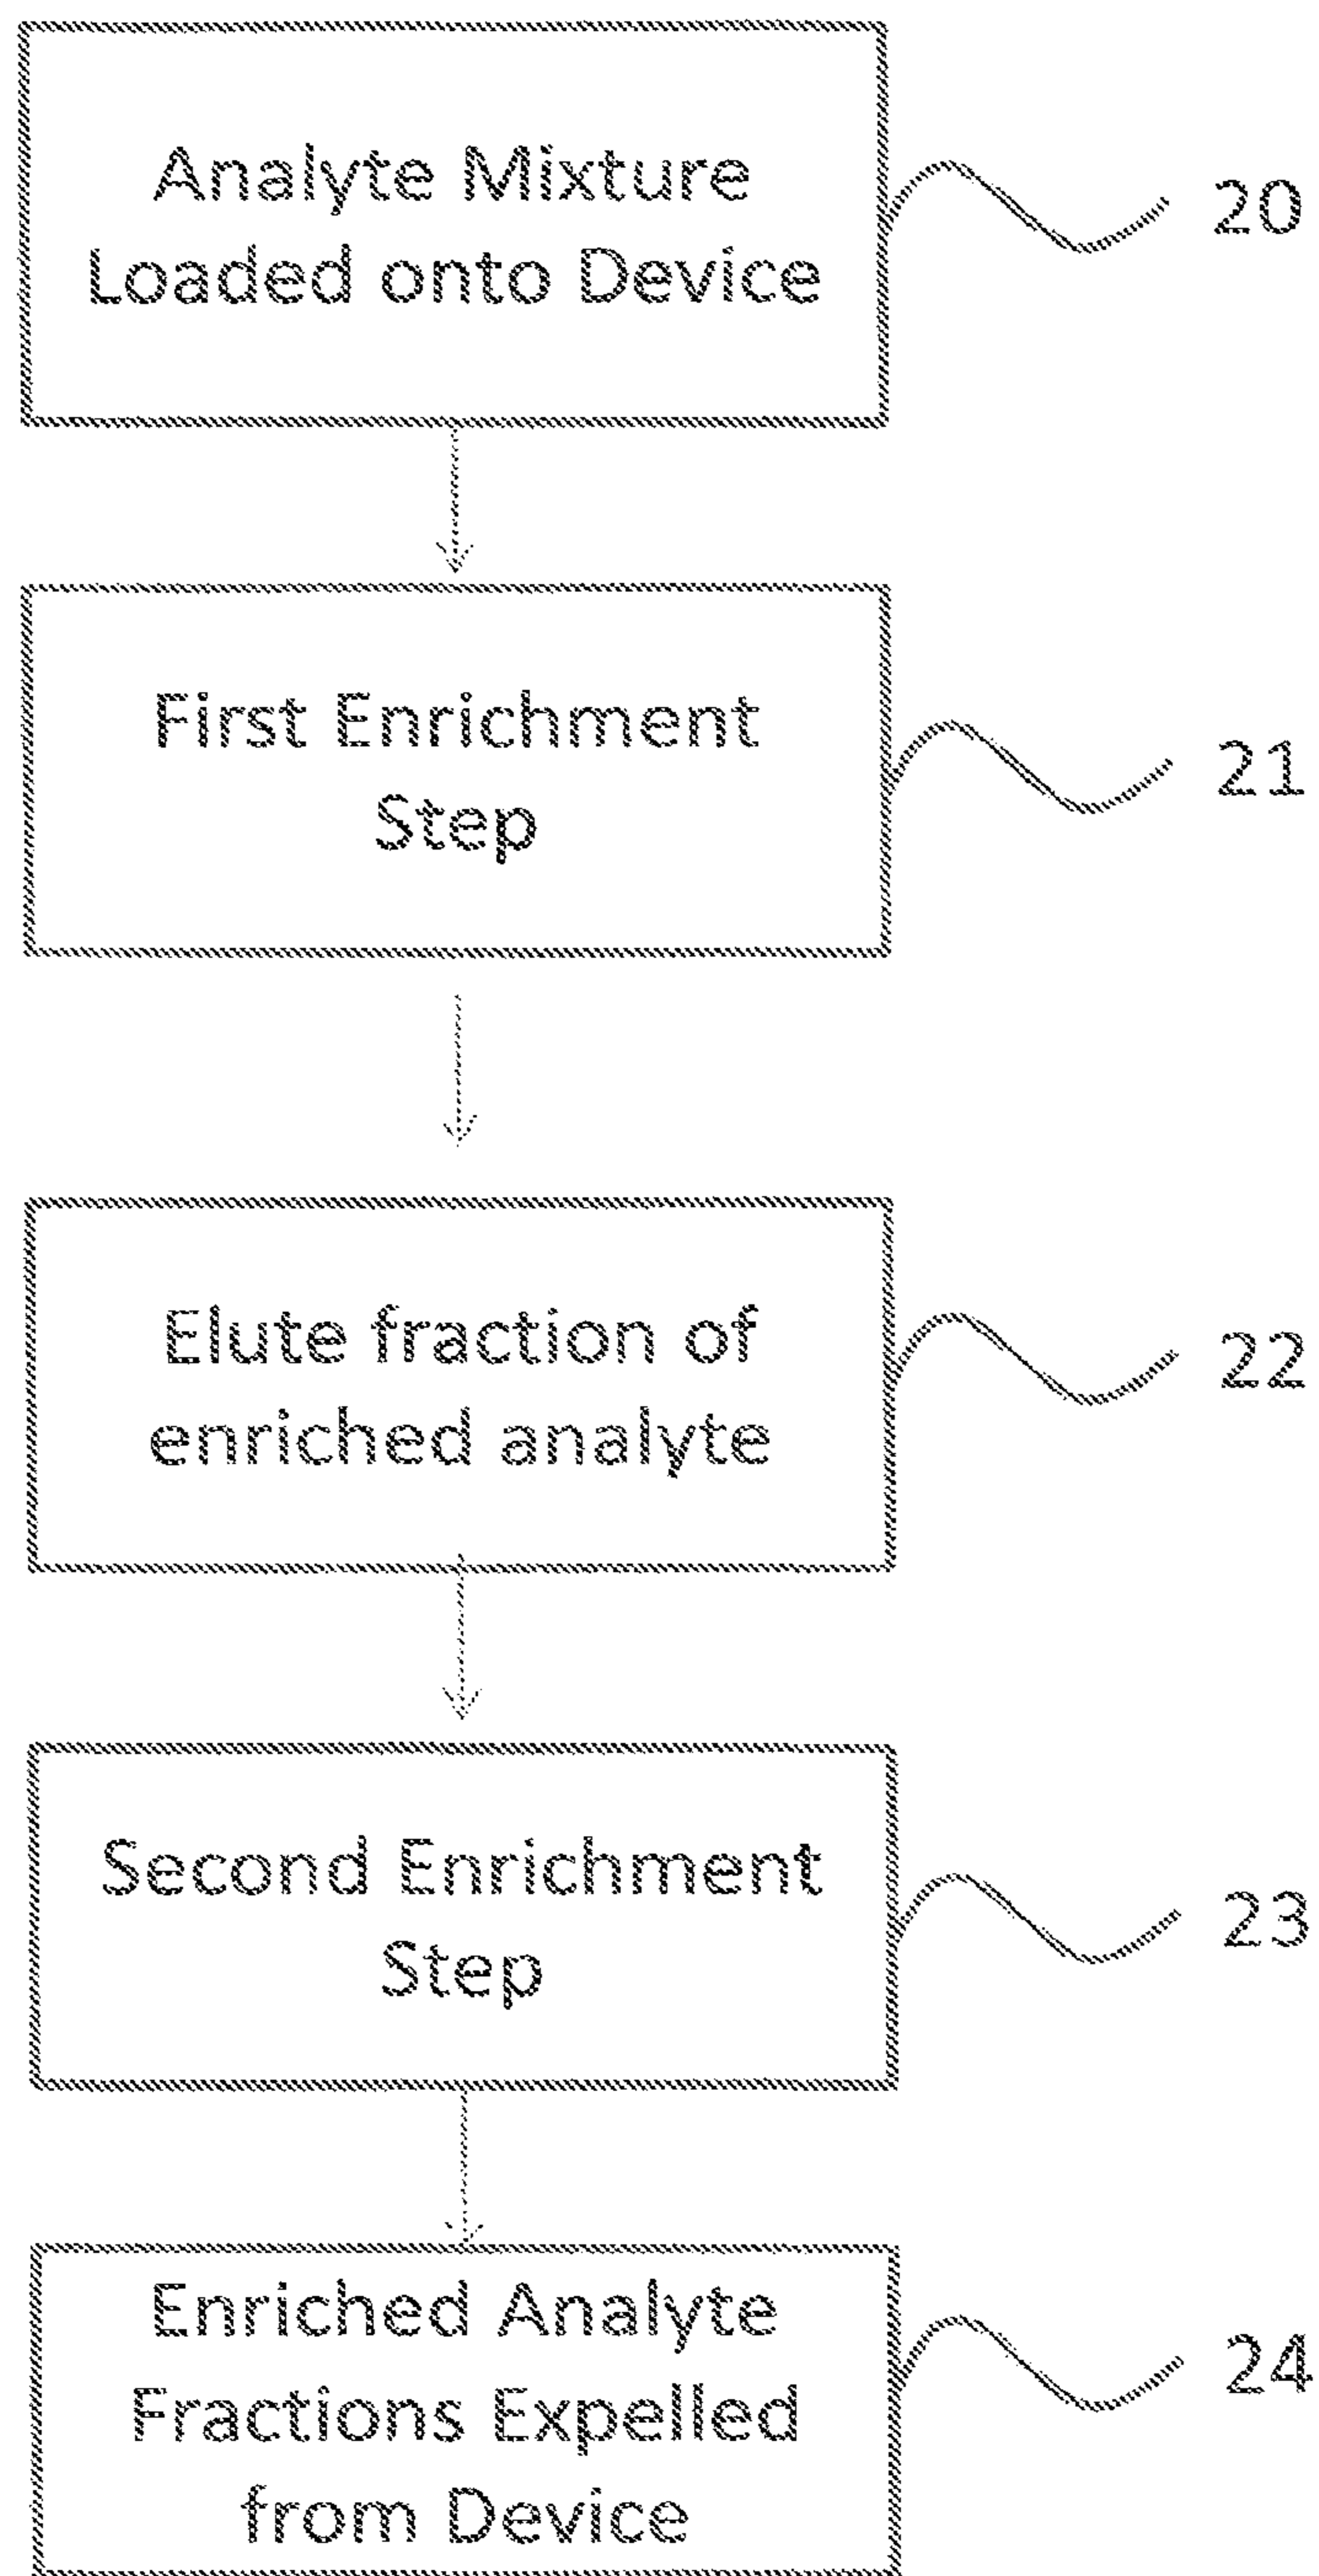 Analyte Mixture
Loaded onto Device
20
First Enrichment
Step
21
Elute fraction of
enriched analyte
22
Second Enrichment
Step
23
Enriched Analyte
Fractions Expelled
from Device
24